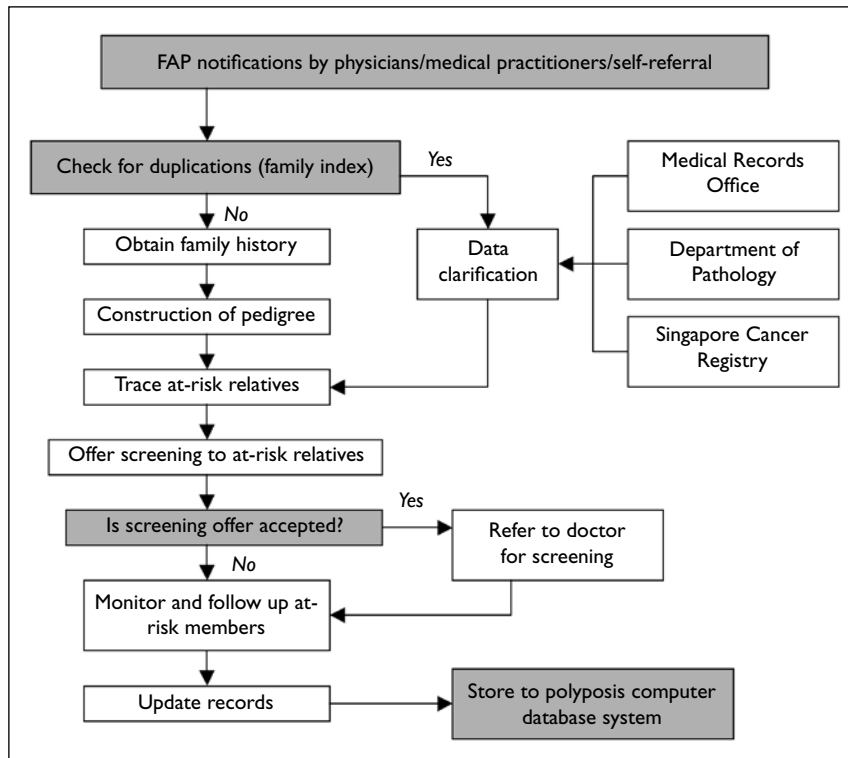 FAP notifications by physicians/medical practitioners/self-referral
Check for duplications (family index)
Yes
No
Medical Records
Office
Obtain family history
Data
clarification
Department of
Pathology
Construction of pedigree
Singapore Cancer
Registry
Trace at-risk relatives
Offer screening to at-risk relatives
Is screening offer accepted?
Yes
No
Refer to doctor
for screening
Monitor and follow up at-
risk members
Update records
Store to polyposis computer
database system